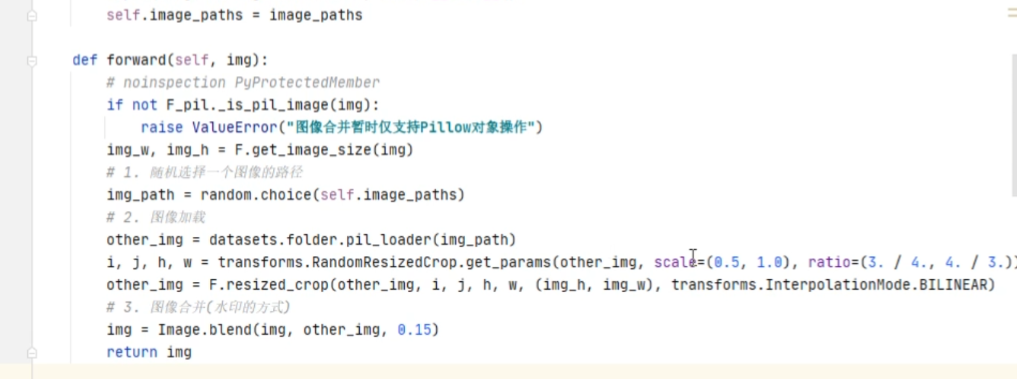 self.image_paths = image_paths
def forward(self, img):
# noinspection PyProtectedMember
if not F_pil._is_pil_image(img):
raise ValueError("图像合并暂时仅支持Pillow对象操作")
img_w, img_h = F.get_image_size(img)
# 1. 随机选择一个图像的路径
img_path = random.choice(self.image_paths)
# 2. 图像加载
other_img = datasets.folder.pil_loader(img_path)
i, j, h, w = transforms.RandomResizedCrop.get_params(other_img, scale=(0.5, 1.0), ratio=(3. / 4., 4. / 3.))
other_img = F.resized_crop(other_img, i, j, h, w, (img_h, img_w), transforms.InterpolationMode.BILINEAR)
# 3. 图像合并(水印的方式)
img = Image.blend(img, other_img, 0.15)
return img